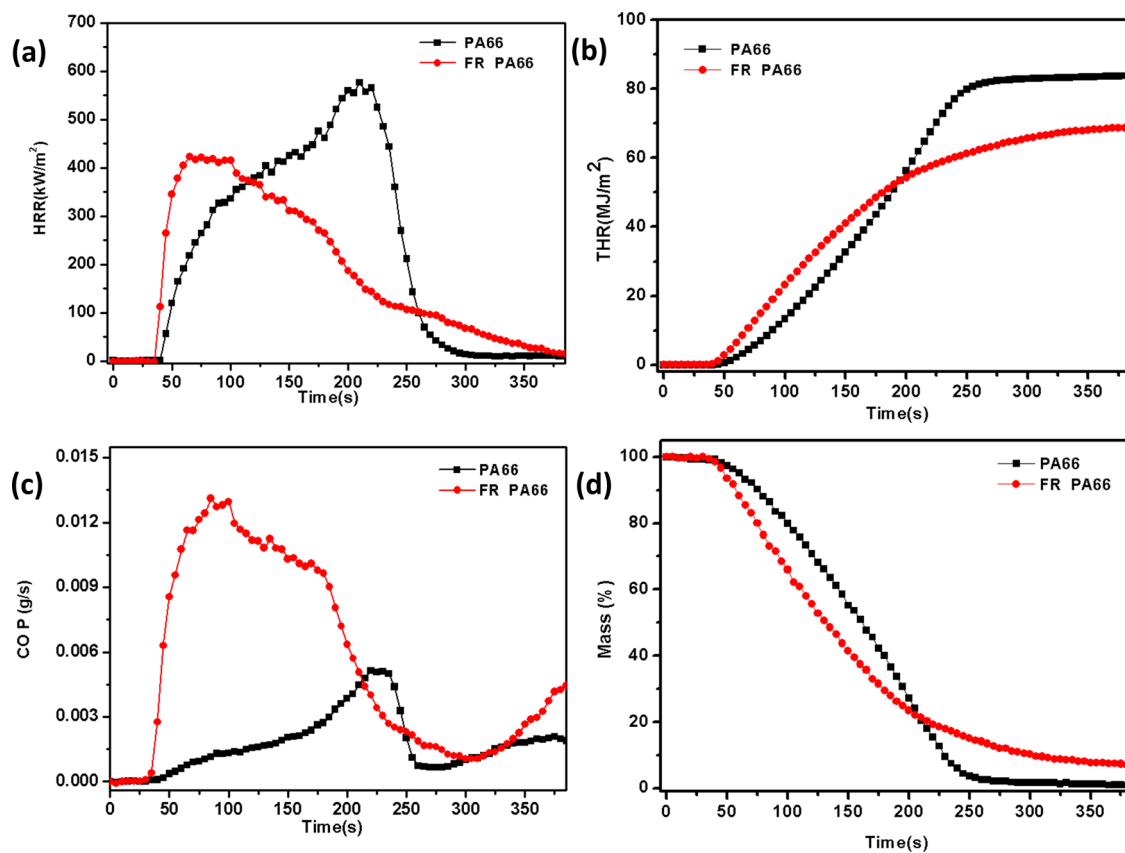 (a)
HRR(kW/m²)
700
600
500
400
300
200
100
0
PA66
FR PA66
0 50 100 150 200 250 300 350
Time(s)
(b)
THR(MJ/m²)
100
80
60
40
20
0
PA66
FR PA66
0 50 100 150 200 250 300 350
Time(s)
(c)
CO P (g/s)
0.015
0.012
0.009
0.006
0.003
0.000
PA66
FR PA66
0 50 100 150 200 250 300 350
Time(s)
(d)
Mass (%)
100
80
60
40
20
0
PA66
FR PA66
0 50 100 150 200 250 300 350
Time(s)